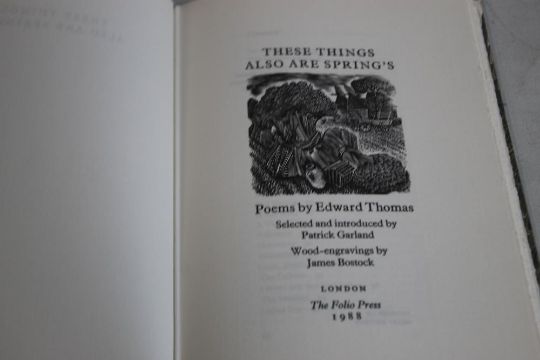 THESE THINGS
ALSO ARE SPRING'S
Poems by Edward Thomas
Selected and introduced by
Patrick Garland
Wood-engravings by
James Bostock
LONDON
The Folio Press
1988